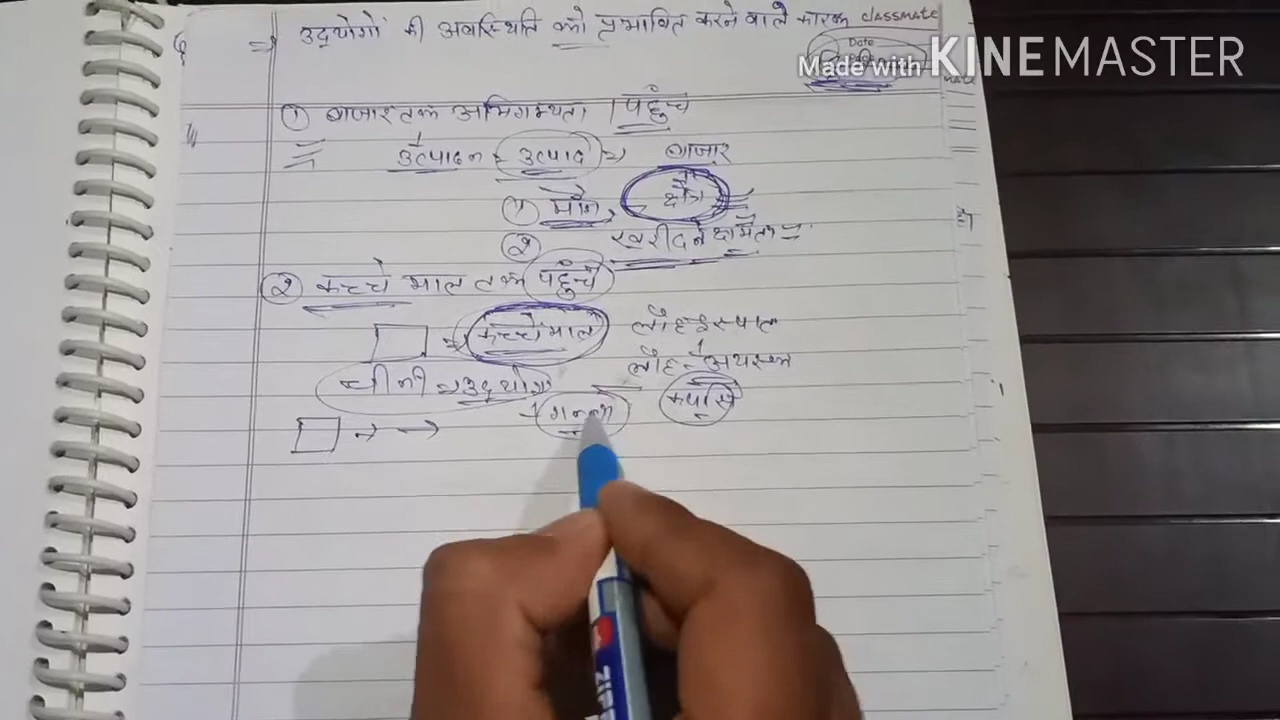 ⇒ उद्योगों की अवस्थिति को प्रभावित करने वाले कारक classmate
Date
Made with KINEMASTER
① बाजार तक अभिगम्यता / पहुँच
उत्पादन = उत्पाद ⇒ बाजार
① माँग, क्षेत्र
② खरीदने क्षमता =
② कच्चे माल तक पहुँच
कच्चे माल लौह इस्पात
लौह अयस्क
चीनी ⇒ उद्योग
→ गन्ना कपास